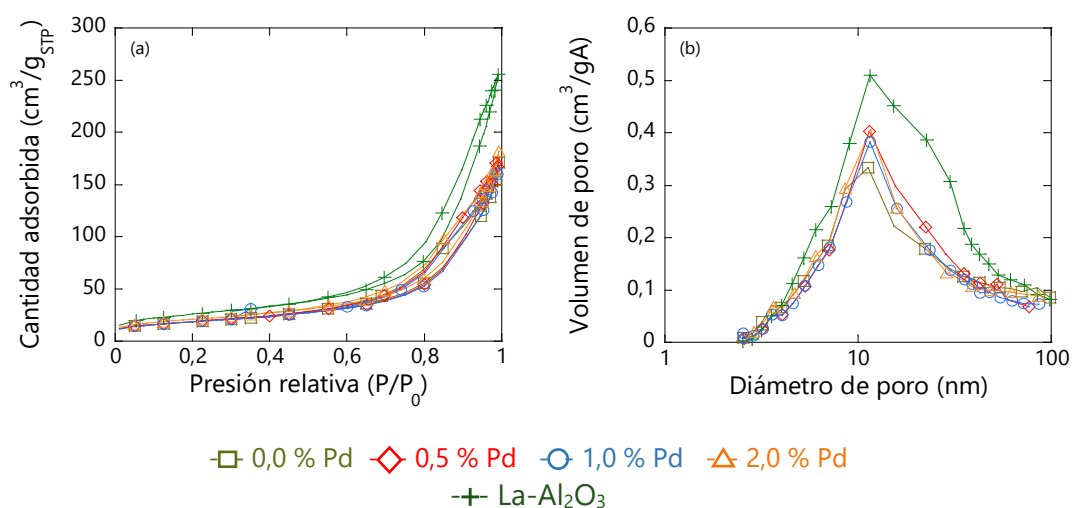 (a)
Cantidad adsorbida (cm³/g_STP)
300
250
200
150
100
50
0
0 0,2 0,4 0,6 0,8 1
Presión relativa (P/P₀)
(b)
Volumen de poro (cm³/gA)
0,6
0,5
0,4
0,3
0,2
0,1
0
1 10 100
Diámetro de poro (nm)
0,0 % Pd 0,5 % Pd 1,0 % Pd 2,0 % Pd
La-Al₂O₃